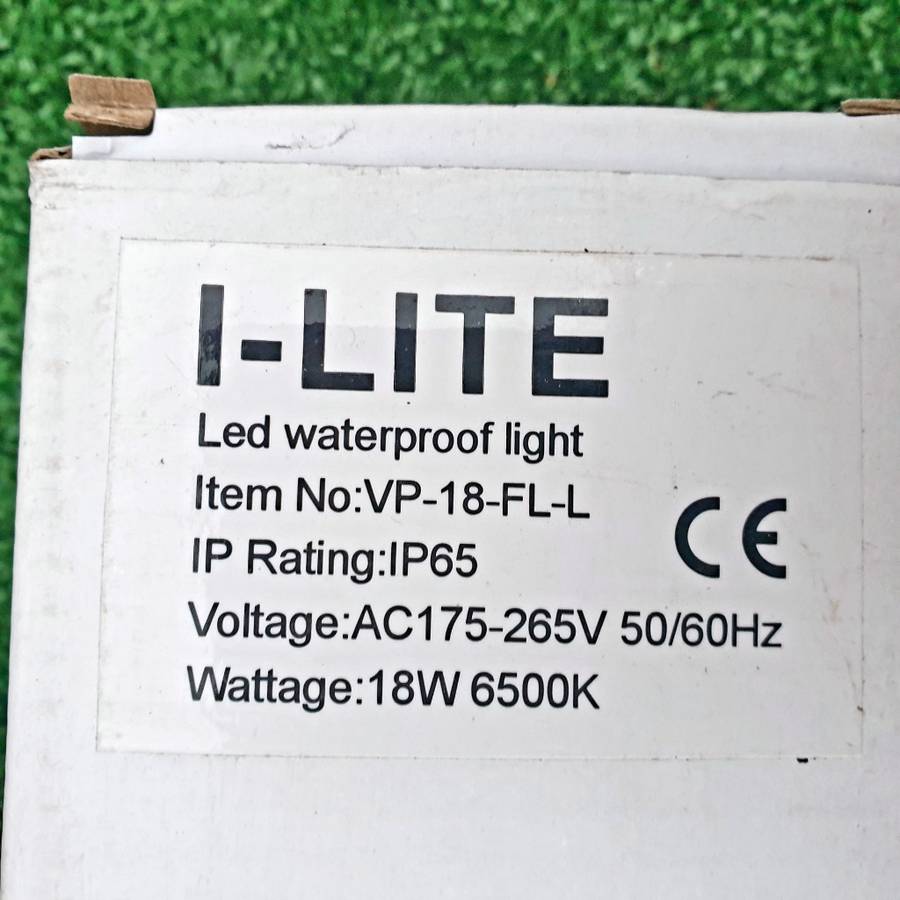 I-LITE
Led waterproof light
Item No:VP-18-FL-L
IP Rating:IP65
CE
Voltage:AC175-265V 50/60Hz
Wattage:18W 6500K